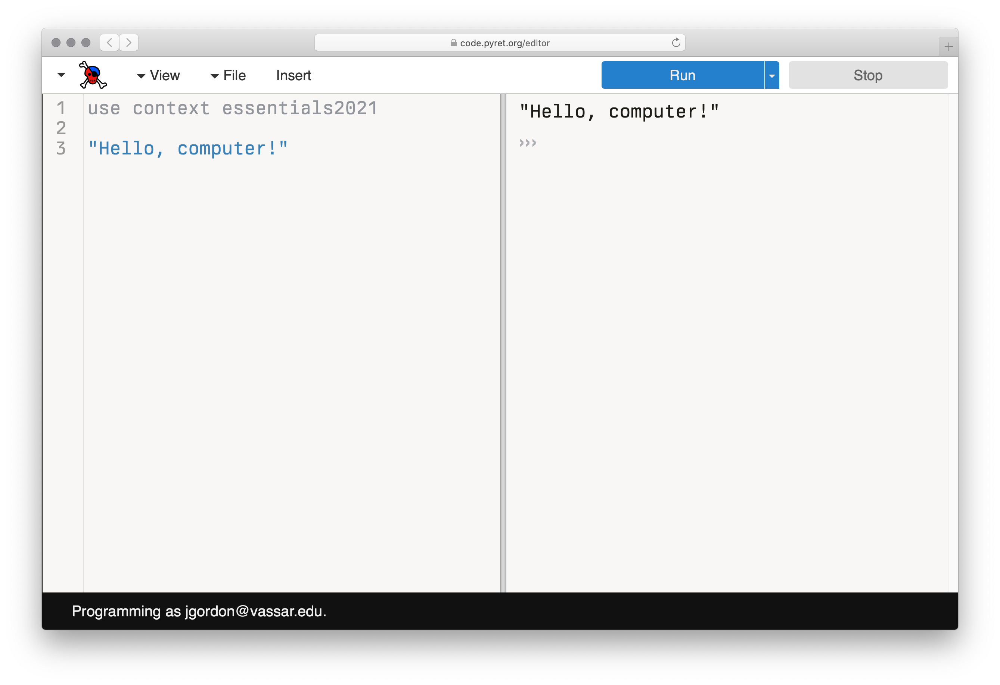 code.pyret.org/editor
View File Insert Run Stop
1 use context essentials2021
2
3 "Hello, computer!"
"Hello, computer!"
›››
Programming as jgordon@vassar.edu.